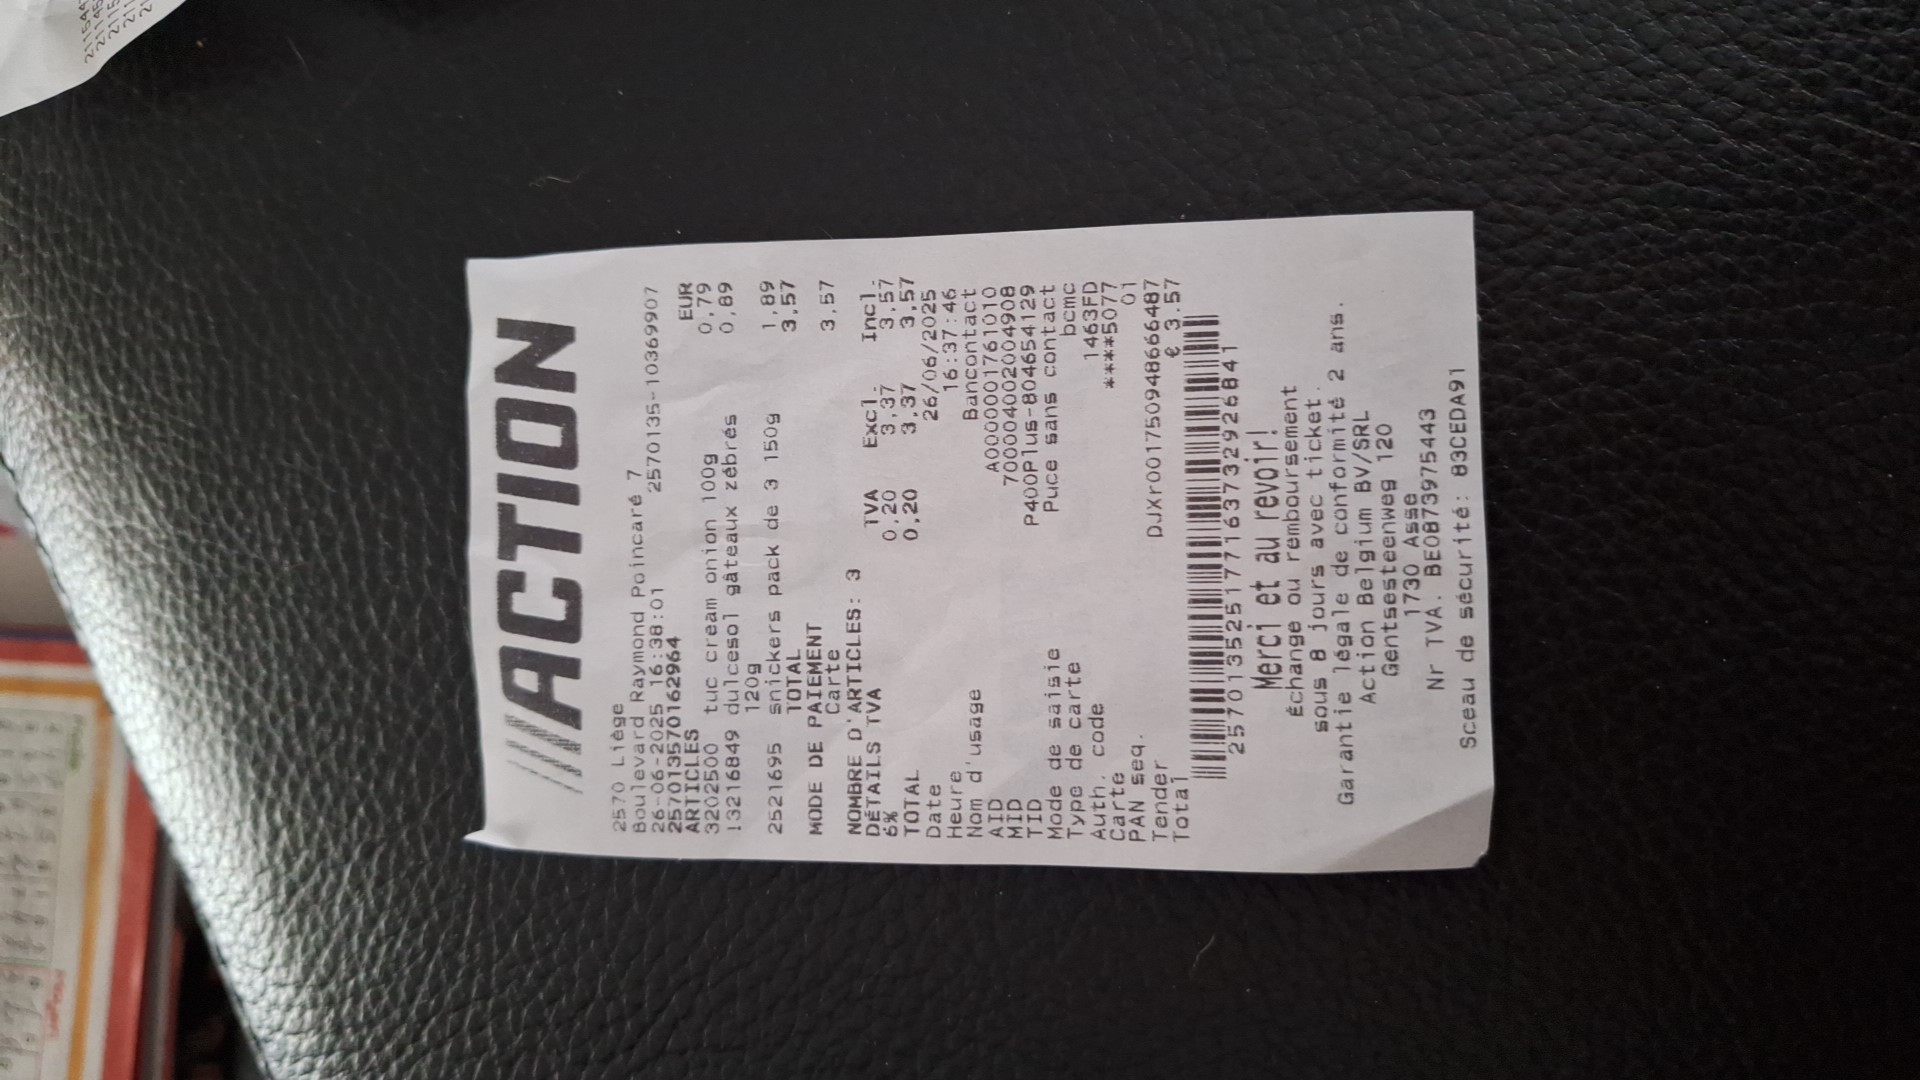 ACTION
2570 Liège
Boulevard Raymond Poincaré 7
26-06-2025 16:38:01 2570135-10369907
257013570162964
ARTICLES EUR
3202500 tuc cream onion 100g 0,79
13216849 dulcesol gâteaux zébrés 0,89
120g
2521695 snickers pack de 3 150g 1,89
TOTAL 3,57
MODE DE PAIEMENT
Carte 3,57
NOMBRE D'ARTICLES: 3
DÉTAILS TVA TVA Excl. Incl.
6% 0,20 3,37 3,57
TOTAL 0,20 3,37 3,57
Date 26/06/2025
Heure 16:37:46
Nom d'usage Bancontact
AID A0000001761010
MID 700004002004908
TID P400Plus-804654129
Mode de saisie Puce sans contact
Type de carte bcmc
Auth. code 1463FD
Carte ****5077
PAN seq. 01
Tender DJXr001750948666487
Total € 3.57
257013525177163732926841
Merci et au revoir!
Échange ou remboursement
sous 8 jours avec ticket.
Garantie légale de conformité 2 ans.
Action Belgium BV/SRL
Gentsesteenweg 120
1730 Asse
Nr TVA. BE0873975443
Sceau de sécurité: 83CEDA91